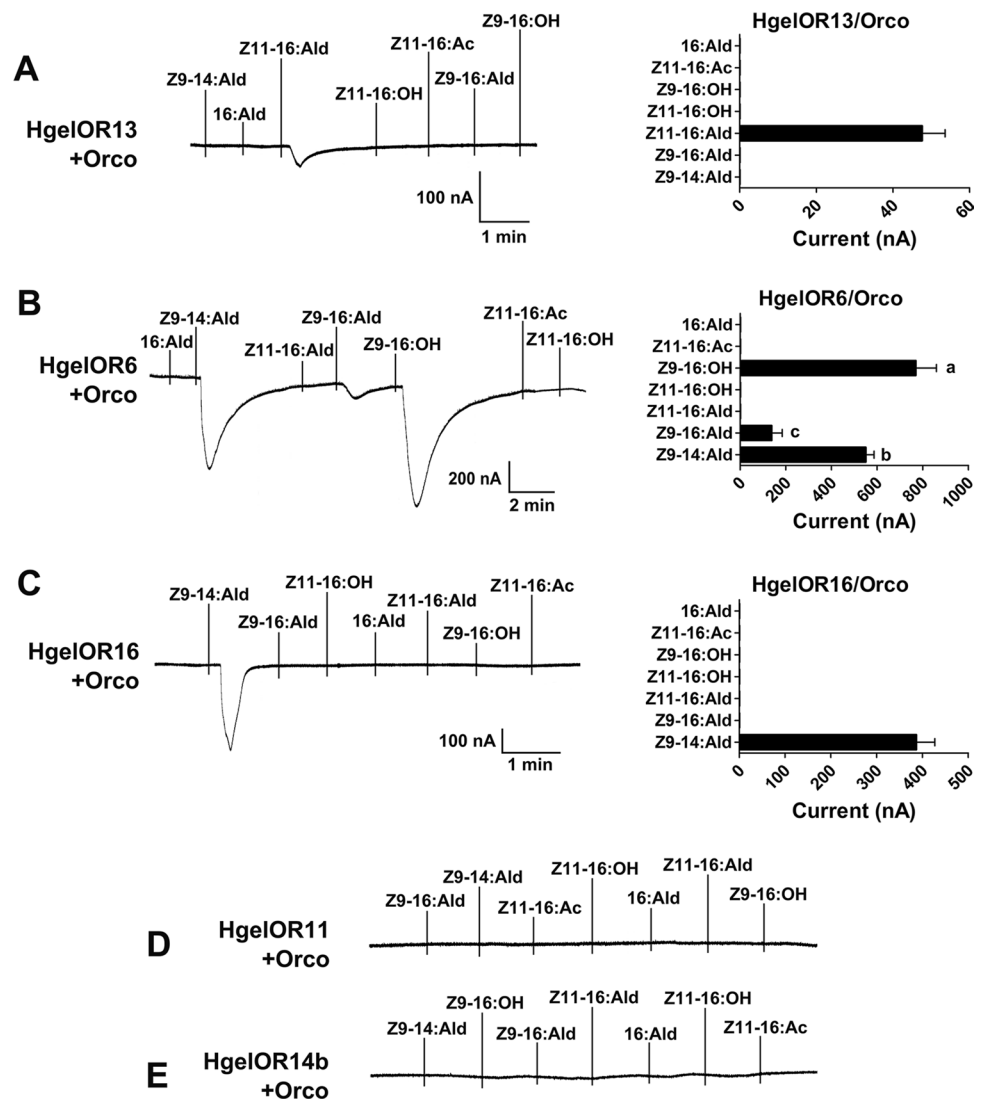 A
HgelOR13
+Orco
Z9-14:Ald
16:Ald
Z11-16:Ald
Z11-16:OH
Z11-16:Ac
Z9-16:Ald
Z9-16:OH
100 nA
1 min
HgelOR13/Orco
16:Ald
Z11-16:Ac
Z9-16:OH
Z11-16:OH
Z11-16:Ald
Z9-16:Ald
Z9-14:Ald
0 20 40 60
Current (nA)
B
HgelOR6
+Orco
16:Ald
Z9-14:Ald
Z11-16:Ald
Z9-16:Ald
Z9-16:OH
Z11-16:Ac
Z11-16:OH
200 nA
2 min
HgelOR6/Orco
16:Ald
Z11-16:Ac
Z9-16:OH a
Z11-16:OH
Z11-16:Ald
Z9-16:Ald c
Z9-14:Ald b
0 200 400 600 800 1000
Current (nA)
C
HgelOR16
+Orco
Z9-14:Ald
Z9-16:Ald
Z11-16:OH
16:Ald
Z11-16:Ald
Z9-16:OH
Z11-16:Ac
100 nA
1 min
HgelOR16/Orco
16:Ald
Z11-16:Ac
Z9-16:OH
Z11-16:OH
Z11-16:Ald
Z9-16:Ald
Z9-14:Ald
0 100 200 300 400 500
Current (nA)
D
HgelOR11
+Orco
Z9-16:Ald
Z9-14:Ald
Z11-16:Ac
Z11-16:OH
16:Ald
Z11-16:Ald
Z9-16:OH
E
HgelOR14b
+Orco
Z9-14:Ald
Z9-16:OH
Z9-16:Ald
Z11-16:Ald
16:Ald
Z11-16:OH
Z11-16:Ac